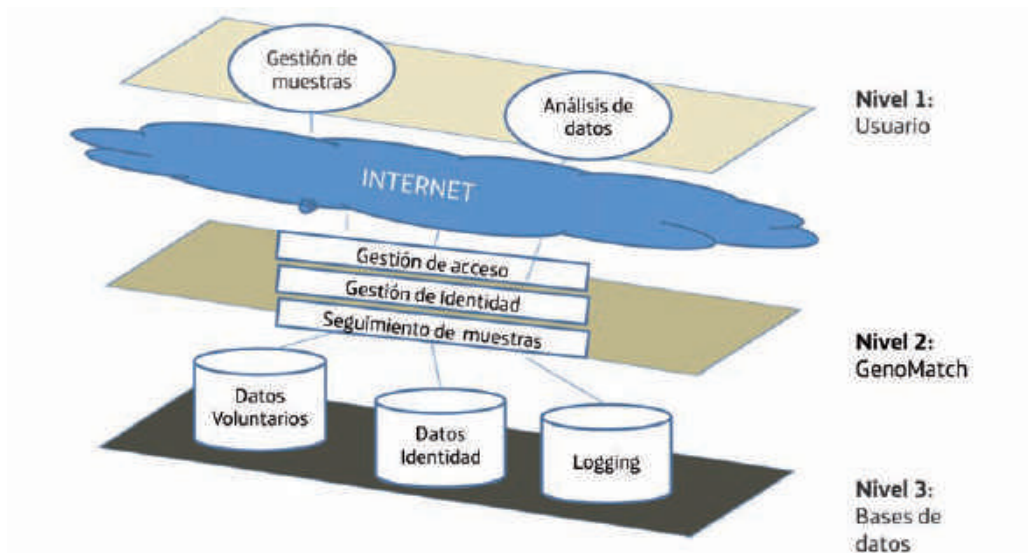 Gestión de
muestras
Análisis de
datos
Nivel 1:
Usuario
INTERNET
Gestión de acceso
Gestión de Identidad
Seguimiento de muestras
Nivel 2:
GenoMatch
Datos
Voluntarios
Datos
Identidad
Logging
Nivel 3:
Bases de
datos